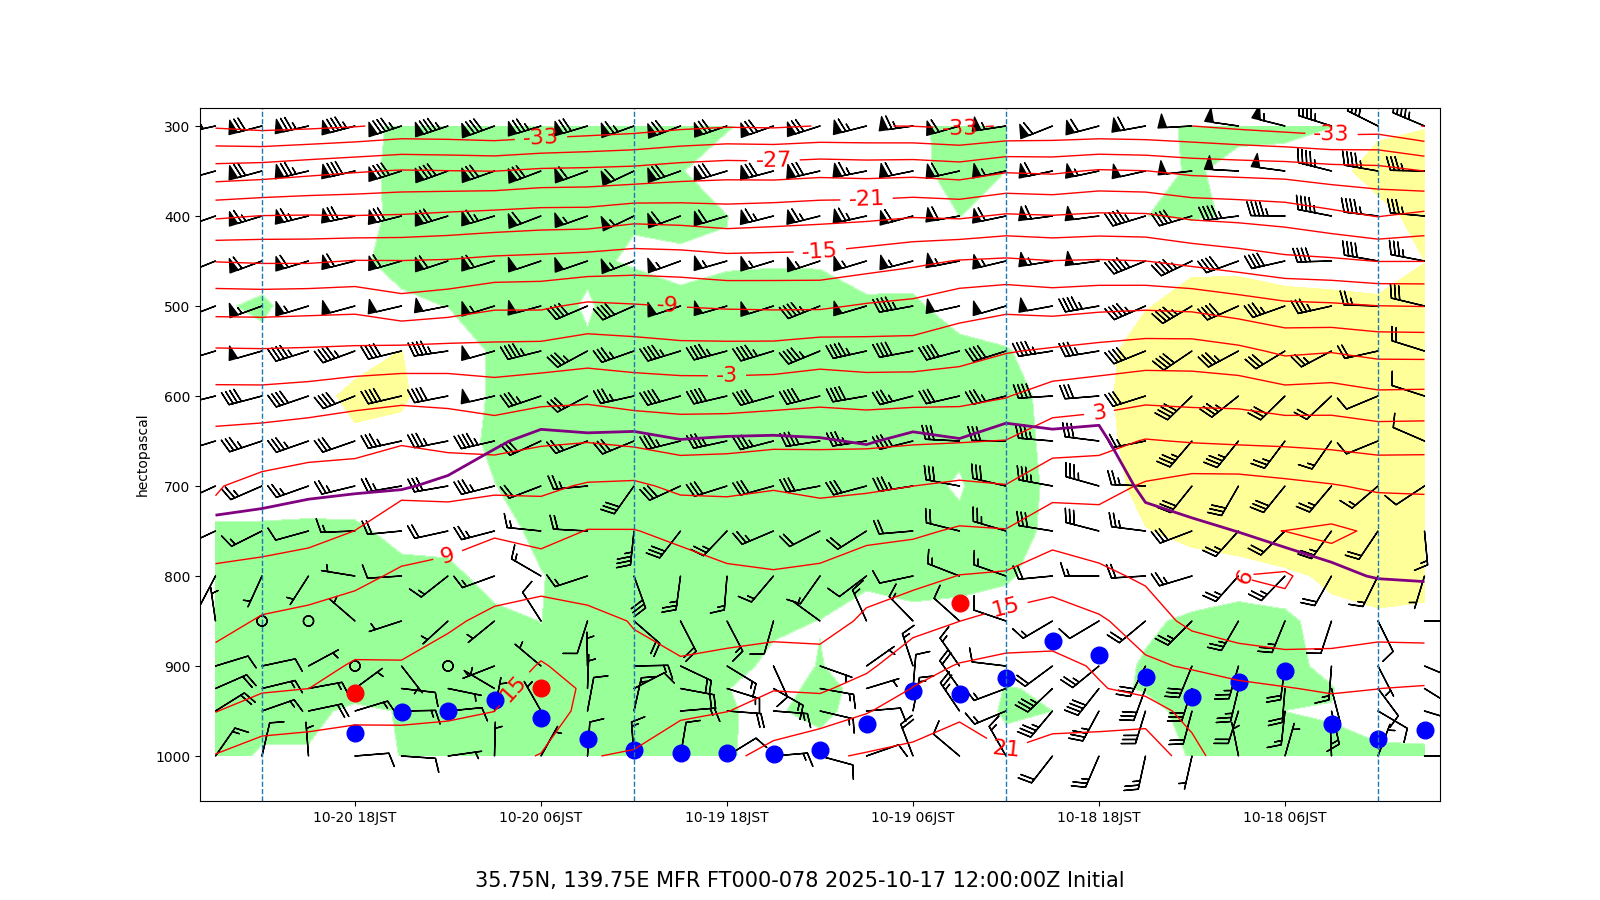 300
400
500
600
700
800
900
1000
hectopascal
-33
-33
-33
-27
-21
-15
-9
-3
3
9
9
15
15
21
10-20 18JST
10-20 06JST
10-19 18JST
10-19 06JST
10-18 18JST
10-18 06JST
35.75N, 139.75E MFR FT000-078 2025-10-17 12:00:00Z Initial